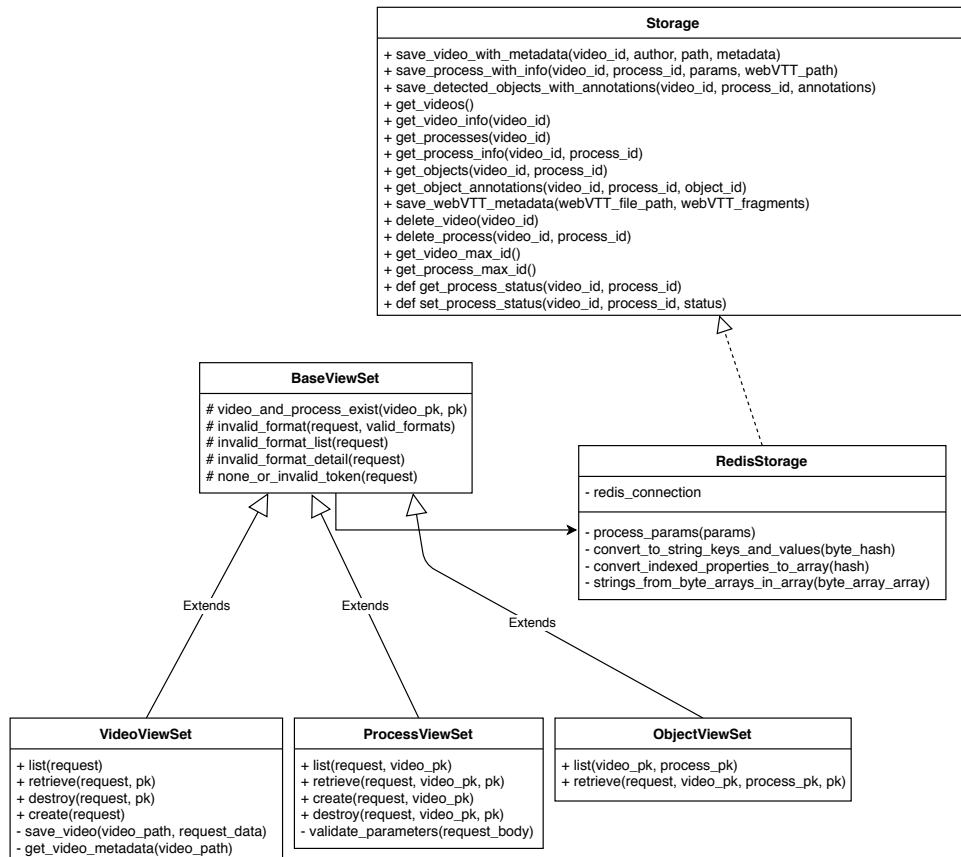 Storage
+ save_video_with_metadata(video_id, author, path, metadata)
+ save_process_with_info(video_id, process_id, params, webVTT_path)
+ save_detected_objects_with_annotations(video_id, process_id, annotations)
+ get_videos()
+ get_video_info(video_id)
+ get_processes(video_id)
+ get_process_info(video_id, process_id)
+ get_objects(video_id, process_id)
+ get_object_annotations(video_id, process_id, object_id)
+ save_webVTT_metadata(webVTT_file_path, webVTT_fragments)
+ delete_video(video_id)
+ delete_process(video_id, process_id)
+ get_video_max_id()
+ get_process_max_id()
+ def get_process_status(video_id, process_id)
+ def set_process_status(video_id, process_id, status)
BaseViewSet
# video_and_process_exist(video_pk, pk)
# invalid_format(request, valid_formats)
# invalid_format_list(request)
# invalid_format_detail(request)
# none_or_invalid_token(request)
RedisStorage
- redis_connection
- process_params(params)
- convert_to_string_keys_and_values(byte_hash)
- convert_indexed_properties_to_array(hash)
- strings_from_byte_arrays_in_array(byte_array_array)
Extends
Extends
Extends
VideoViewSet
+ list(request)
+ retrieve(request, pk)
+ destroy(request, pk)
+ create(request)
- save_video(video_path, request_data)
- get_video_metadata(video_path)
ProcessViewSet
+ list(request, video_pk)
+ retrieve(request, video_pk, pk)
+ create(request, video_pk)
+ destroy(request, video_pk, pk)
- validate_parameters(request_body)
ObjectViewSet
+ list(video_pk, process_pk)
+ retrieve(request, video_pk, process_pk, pk)